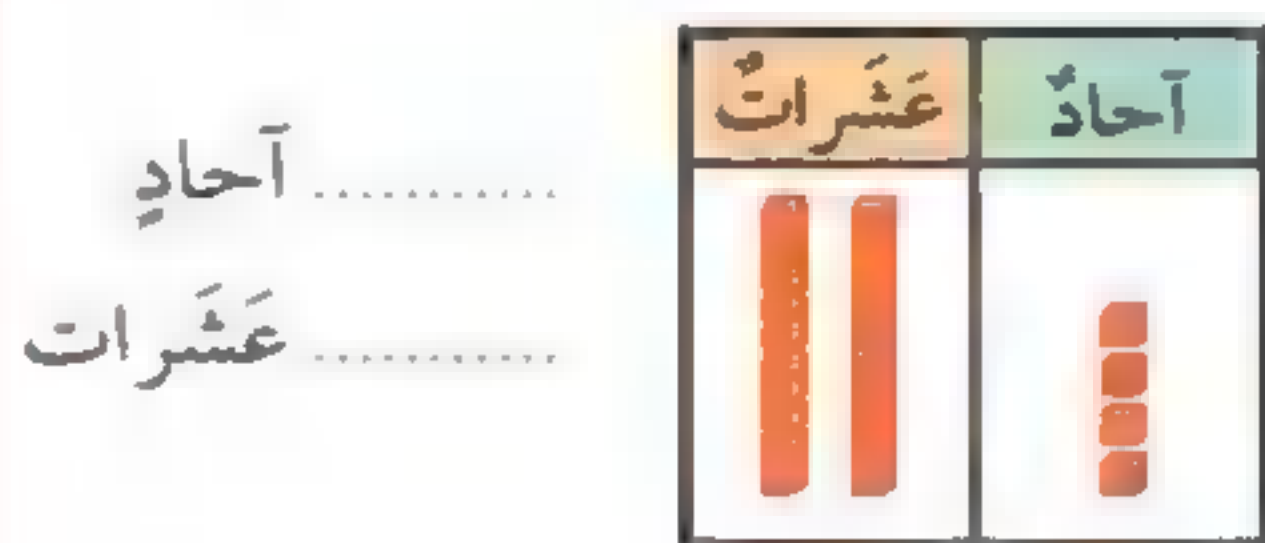 آحادٌ عَشَراتٌ
........... آحادٍ
........... عَشَرات